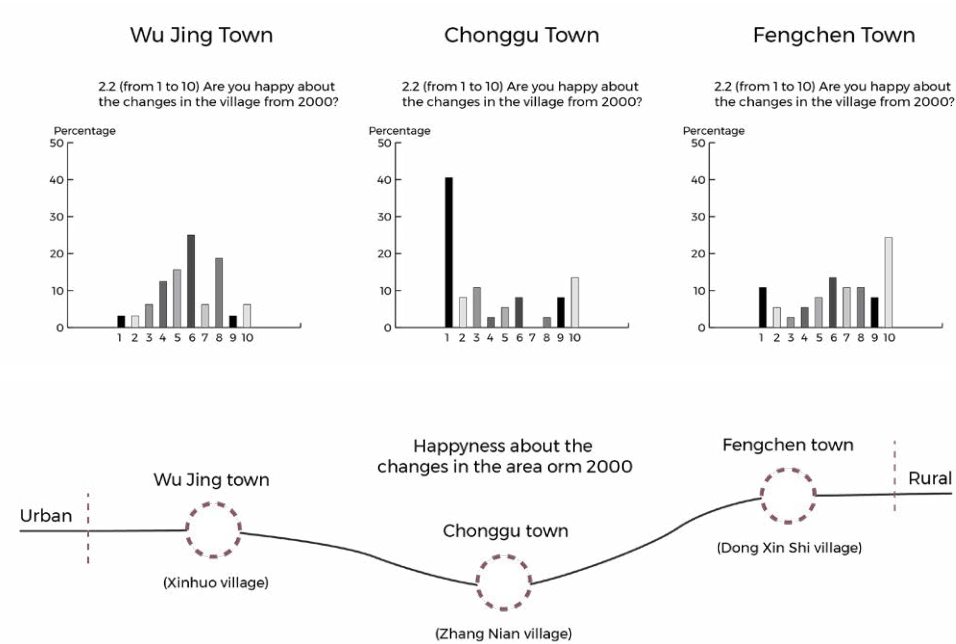 Wu Jing Town
2.2 (from 1 to 10) Are you happy about
the changes in the village from 2000?
Percentage
50
40
30
20
10
0
1 2 3 4 5 6 7 8 9 10
Chonggu Town
2.2 (from 1 to 10) Are you happy about
the changes in the village from 2000?
Percentage
50
40
30
20
10
0
1 2 3 4 5 6 7 8 9 10
Fengchen Town
2.2 (from 1 to 10) Are you happy about
the changes in the village from 2000?
Percentage
50
40
30
20
10
0
1 2 3 4 5 6 7 8 9 10
Happyness about the
changes in the area orm 2000
Urban
Wu Jing town
(Xinhuo village)
Chonggu town
(Zhang Nian village)
Fengchen town
(Dong Xin Shi village)
Rural